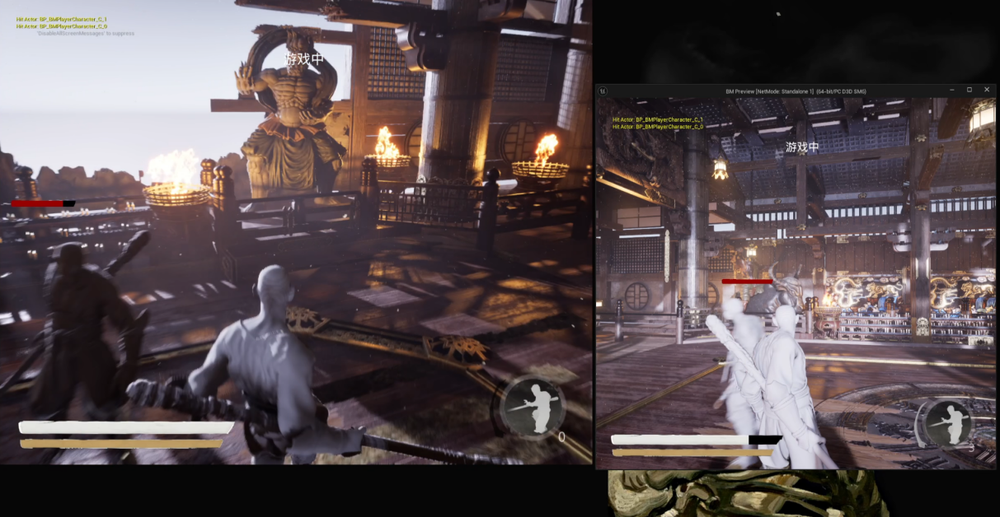 Hit Actor: BP_BMPlayerCharacter_C_1
Hit Actor: BP_BMPlayerCharacter_C_0
'DisableAllScreenMessages' to suppress
游戏中
0
BM Preview [NetMode: Standalone 1] (64-bit/PC D3D SM6)
Hit Actor: BP_BMPlayerCharacter_C_1
Hit Actor: BP_BMPlayerCharacter_C_0
游戏中